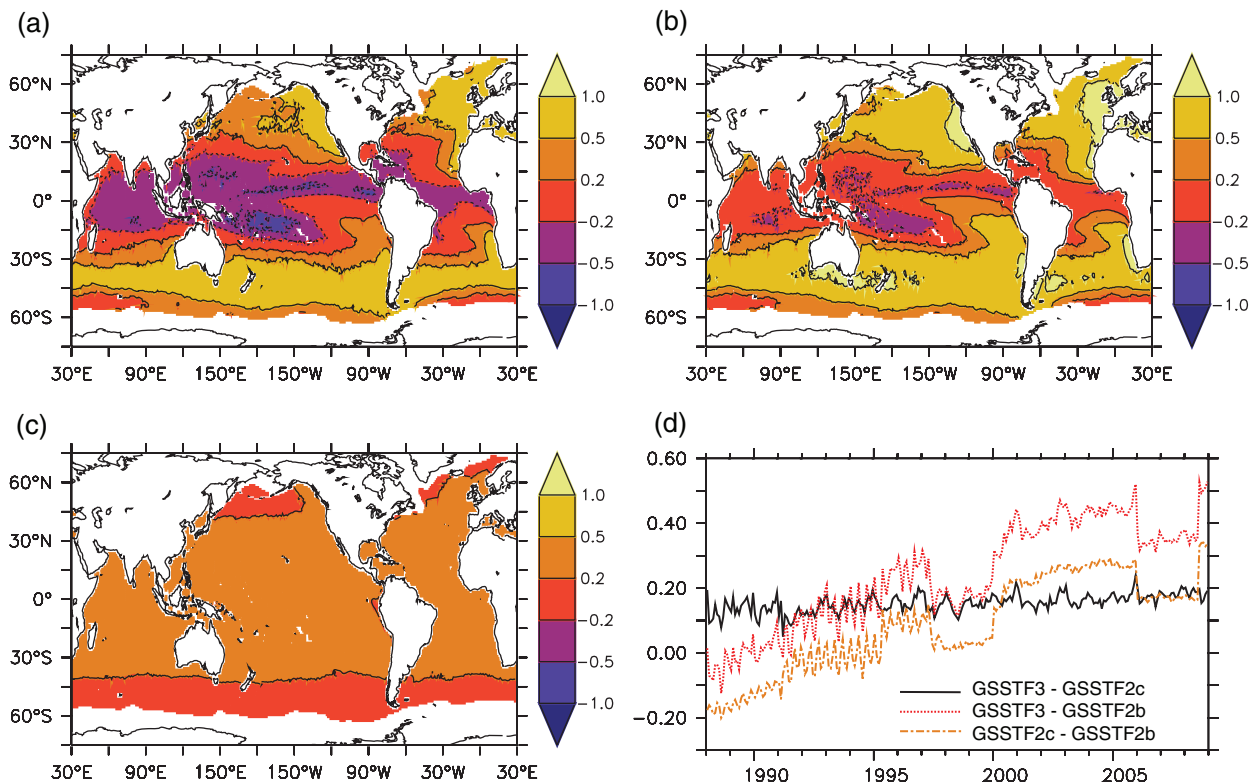 (a)
60°N
30°N
0°
30°S
60°S
30°E 90°E 150°E 150°W 90°W 30°W 30°E
1.0
0.5
0.2
−0.2
−0.5
−1.0
(b)
60°N
30°N
0°
30°S
60°S
30°E 90°E 150°E 150°W 90°W 30°W 30°E
1.0
0.5
0.2
−0.2
−0.5
−1.0
(c)
60°N
30°N
0°
30°S
60°S
30°E 90°E 150°E 150°W 90°W 30°W 30°E
1.0
0.5
0.2
−0.2
−0.5
−1.0
(d)
0.60
0.40
0.20
0.00
−0.20
GSSTF3 - GSSTF2c
GSSTF3 - GSSTF2b
GSSTF2c - GSSTF2b
1990 1995 2000 2005